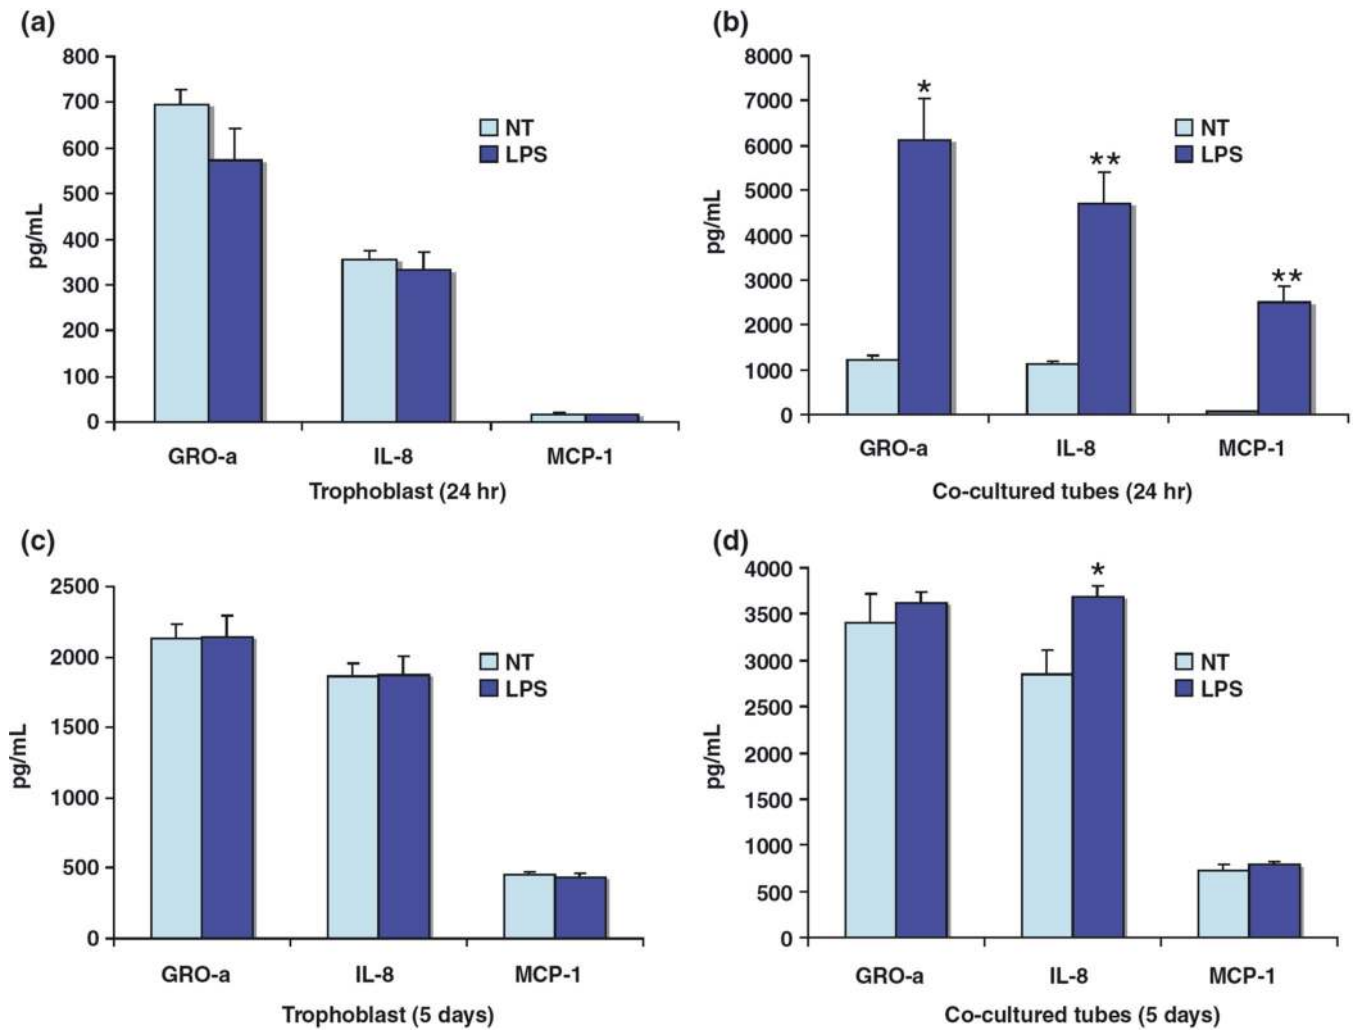 (a)
800
700
600
500
400
300
200
100
0
pg/mL
NT
LPS
GRO-a IL-8 MCP-1
Trophoblast (24 hr)
(b)
8000
7000
6000
5000
4000
3000
2000
1000
0
pg/mL
*
**
**
NT
LPS
GRO-a IL-8 MCP-1
Co-cultured tubes (24 hr)
(c)
2500
2000
1500
1000
500
0
pg/mL
NT
LPS
GRO-a IL-8 MCP-1
Trophoblast (5 days)
(d)
4000
3500
3000
2500
2000
1500
1000
500
0
pg/mL
*
NT
LPS
GRO-a IL-8 MCP-1
Co-cultured tubes (5 days)